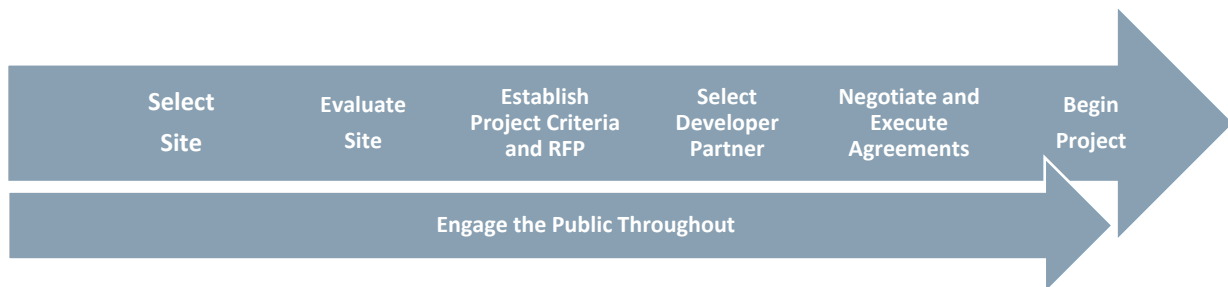 Select
Site
Evaluate
Site
Establish
Project Criteria
and RFP
Select
Developer
Partner
Negotiate and
Execute
Agreements
Begin
Project
Engage the Public Throughout